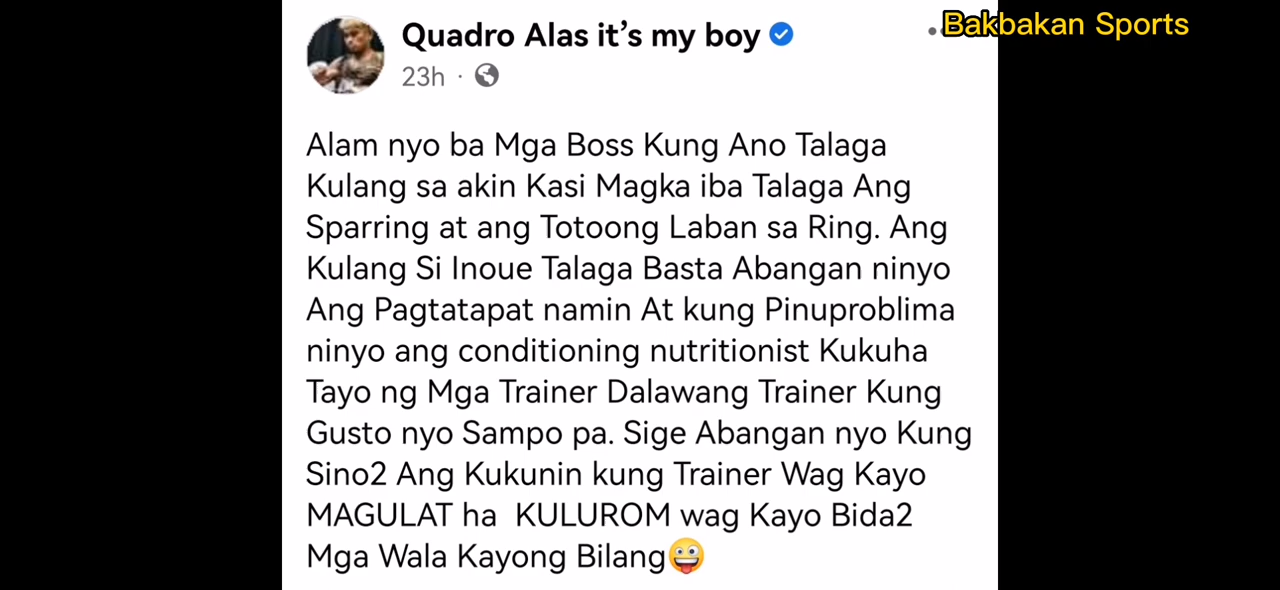 Quadro Alas it's my boy
Bakbakan Sports
23h ·
Alam nyo ba Mga Boss Kung Ano Talaga
Kulang sa akin Kasi Magka iba Talaga Ang
Sparring at ang Totoong Laban sa Ring. Ang
Kulang Si Inoue Talaga Basta Abangan ninyo
Ang Pagtatapat namin At kung Pinuproblima
ninyo ang conditioning nutritionist Kukuha
Tayo ng Mga Trainer Dalawang Trainer Kung
Gusto nyo Sampo pa. Sige Abangan nyo Kung
Sino2 Ang Kukunin kung Trainer Wag Kayo
MAGULAT ha  KULUROM wag Kayo Bida2
Mga Wala Kayong Bilang🤪